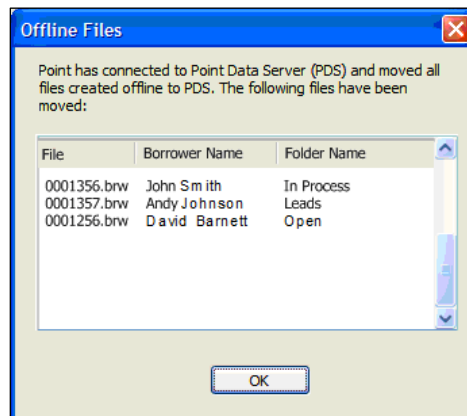 Offline Files
Point has connected to Point Data Server (PDS) and moved all
files created offline to PDS. The following files have been
moved:
File Borrower Name Folder Name
0001356.brw John Smith In Process
0001357.brw Andy Johnson Leads
0001256.brw David Barnett Open
OK